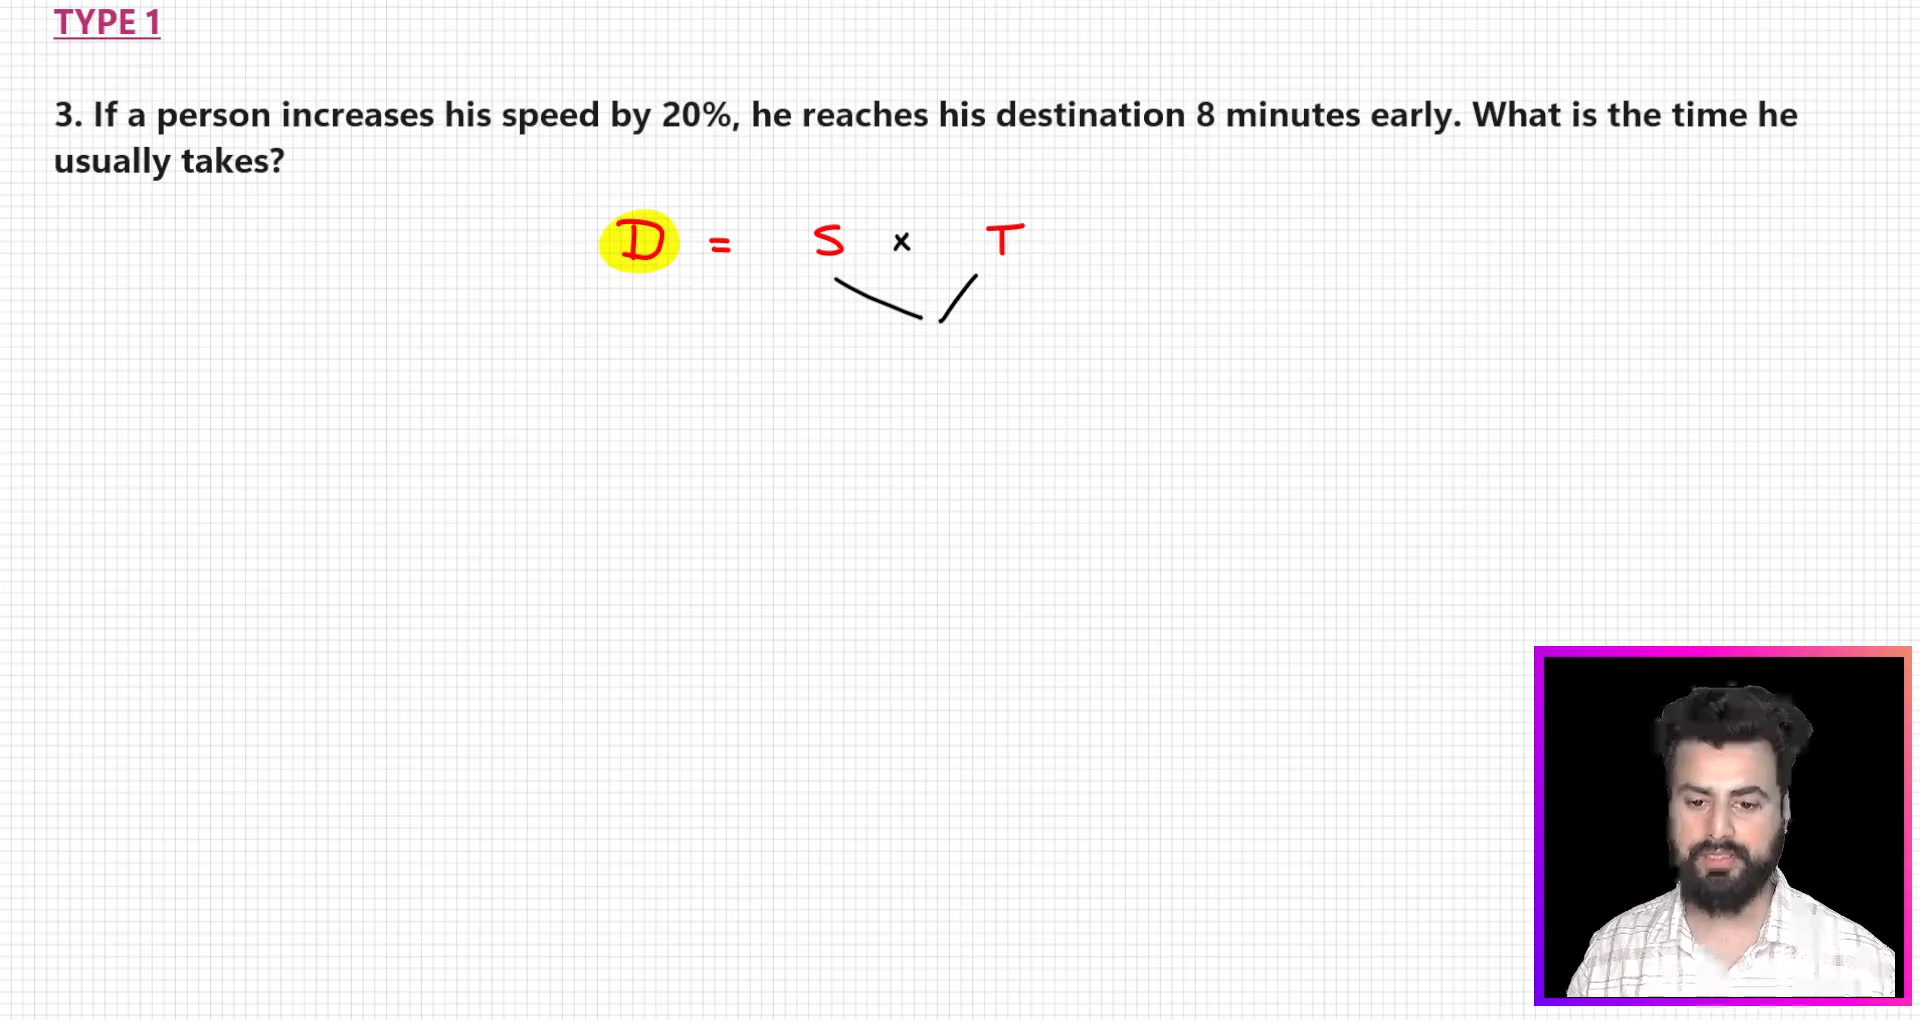 TYPE 1
3. If a person increases his speed by 20%, he reaches his destination 8 minutes early. What is the time he
usually takes?
D = S × T